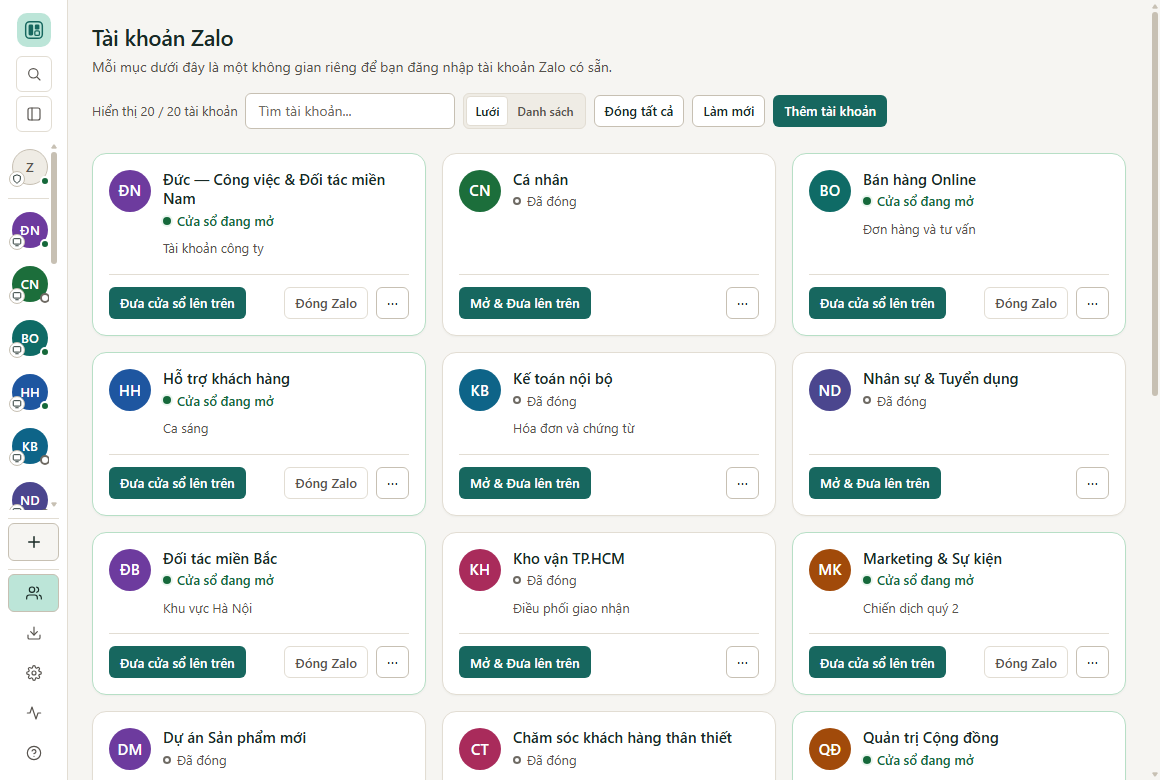 Tài khoản Zalo
Mỗi mục dưới đây là một không gian riêng để bạn đăng nhập tài khoản Zalo có sẵn.
Hiển thị 20 / 20 tài khoản
Tìm tài khoản...
Lưới
Danh sách
Đóng tất cả
Làm mới
Thêm tài khoản
Z
ĐN
CN
BO
HH
KB
ND
ĐN
Đức — Công việc & Đối tác miền
Nam
Cửa sổ đang mở
Tài khoản công ty
Đưa cửa sổ lên trên
Đóng Zalo
...
CN
Cá nhân
Đã đóng
Mở & Đưa lên trên
...
BO
Bán hàng Online
Cửa sổ đang mở
Đơn hàng và tư vấn
Đưa cửa sổ lên trên
Đóng Zalo
...
HH
Hỗ trợ khách hàng
Cửa sổ đang mở
Ca sáng
Đưa cửa sổ lên trên
Đóng Zalo
...
KB
Kế toán nội bộ
Đã đóng
Hóa đơn và chứng từ
Mở & Đưa lên trên
...
ND
Nhân sự & Tuyển dụng
Đã đóng
Mở & Đưa lên trên
...
ĐB
Đối tác miền Bắc
Cửa sổ đang mở
Khu vực Hà Nội
Đưa cửa sổ lên trên
Đóng Zalo
...
KH
Kho vận TP.HCM
Đã đóng
Điều phối giao nhận
Mở & Đưa lên trên
...
MK
Marketing & Sự kiện
Cửa sổ đang mở
Chiến dịch quý 2
Đưa cửa sổ lên trên
Đóng Zalo
...
DM
Dự án Sản phẩm mới
Đã đóng
CT
Chăm sóc khách hàng thân thiết
Đã đóng
QĐ
Quản trị Cộng đồng
Cửa sổ đang mở